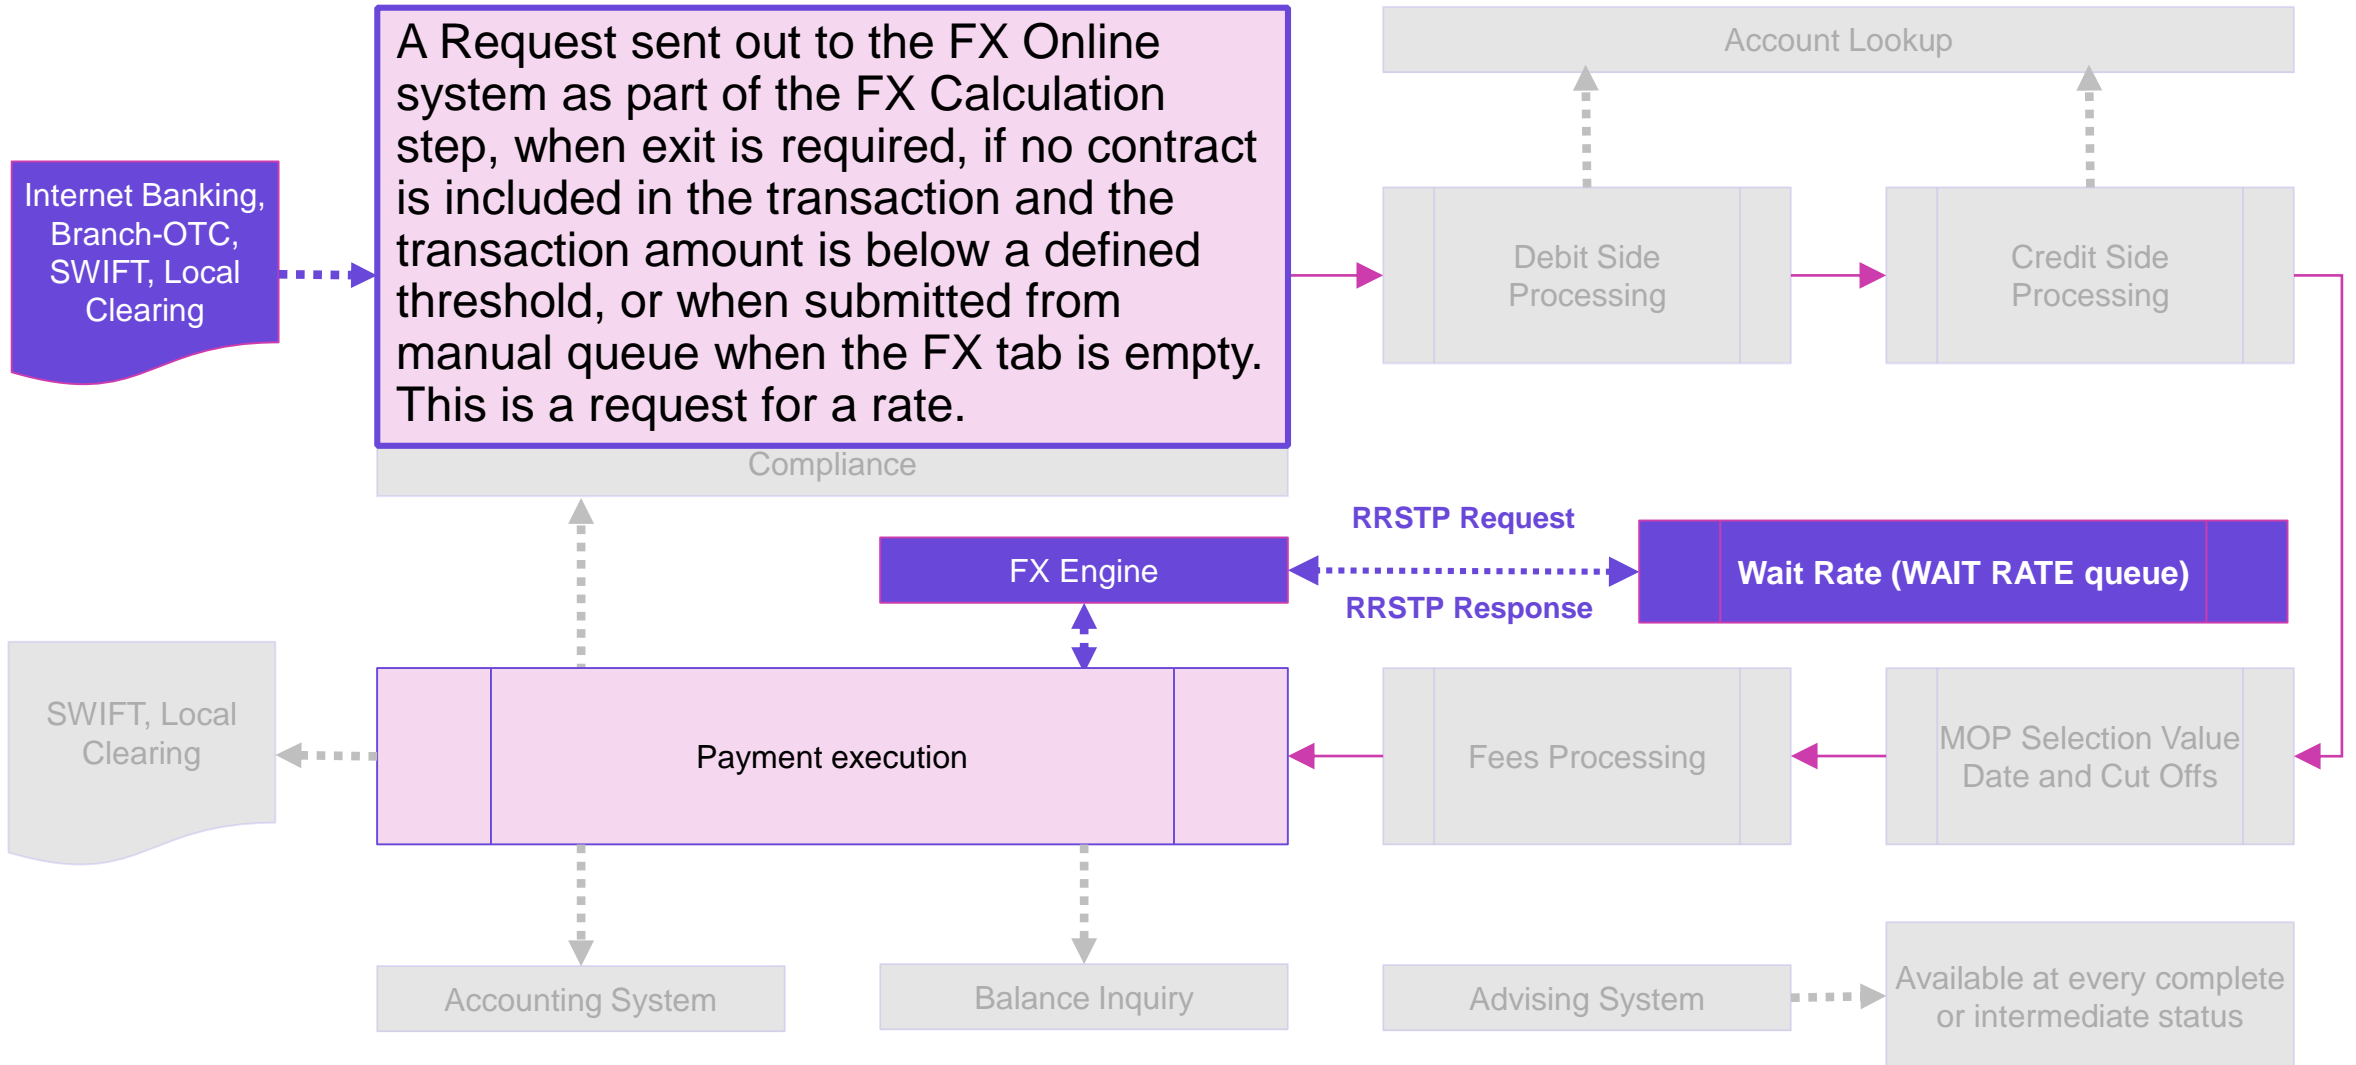 A Request sent out to the FX Online
system as part of the FX Calculation
step, when exit is required, if no contract
is included in the transaction and the
transaction amount is below a defined
threshold, or when submitted from
manual queue when the FX tab is empty.
This is a request for a rate.
Account Lookup
Internet Banking,
Branch-OTC,
SWIFT, Local
Clearing
Debit Side
Processing
Credit Side
Processing
Compliance
RRSTP Request
FX Engine
Wait Rate (WAIT RATE queue)
RRSTP Response
SWIFT, Local
Clearing
Payment execution
Fees Processing
MOP Selection Value
Date and Cut Offs
Accounting System
Balance Inquiry
Advising System
Available at every complete
or intermediate status